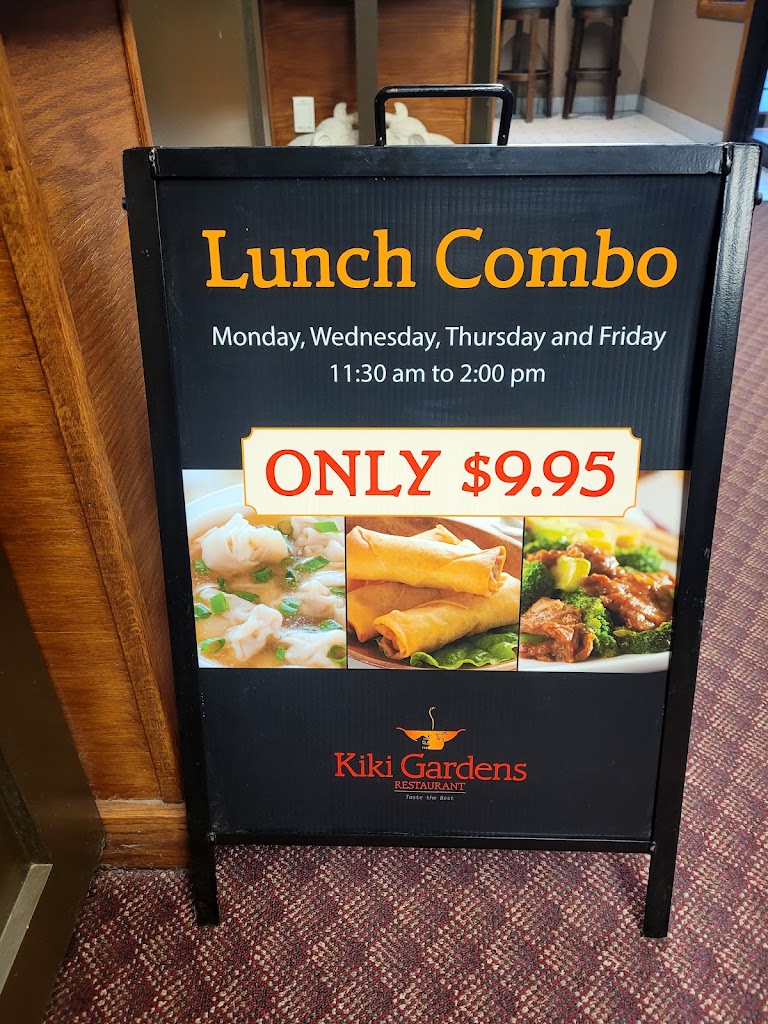 Lunch Combo
Monday, Wednesday, Thursday and Friday
11:30 am to 2:00 pm
ONLY $9.95
Kiki Gardens
RESTAURANT
Taste the Best